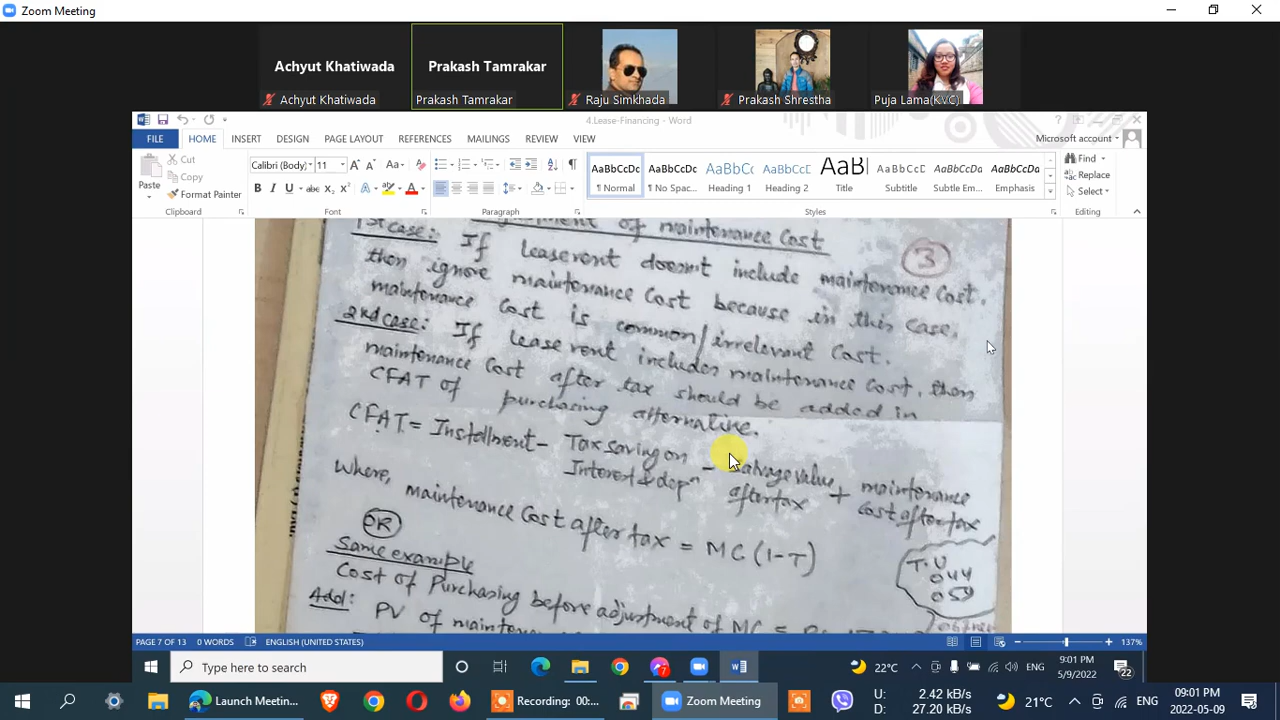 Zoom Meeting
Achyut Khatiwada
Prakash Tamrakar
Achyut Khatiwada
Prakash Tamrakar
Raju Simkhada
Prakash Shrestha
Puja Lama(KVC)
4.Lease-Financing - Word
FILE HOME INSERT DESIGN PAGE LAYOUT REFERENCES MAILINGS REVIEW VIEW
Microsoft account
Paste
Cut
Copy
Format Painter
Clipboard
Calibri (Body) 11
Font
Paragraph
AaBbCcDc AaBbCcDc AaBbCc AaBbCc AaBl AaBbCcD AaBbCcDa AaBbCcDa
¶ Normal ¶ No Spac... Heading 1 Heading 2 Title Subtitle Subtle Em... Emphasis
Styles
Find
Replace
Select
Editing
of maintenance Cost
3
1st case: If lease rent doesn't include maintenance Cost,
then ignore maintenance Cost because in this case,
maintenance Cost is common/irrelevant Cost.
2nd case: If lease rent includes maintenance Cost, then
maintenance Cost after tax should be added in
CFAT of purchasing alternative.
CFAT = Installment - Tax saving on Interest & depn - Salvage value after tax + maintenance Cost after tax
Where, maintenance Cost after tax = MC (1-T)
OR
Same example
Cost of Purchasing before adjustment of MC =
Add: PV of
T.U
044
059
PAGE 7 OF 13 0 WORDS ENGLISH (UNITED STATES)
137%
Type here to search
7
22°C
ENG
9:01 PM
5/9/2022
22
Launch Meetin...
Recording: 00:...
Zoom Meeting
U: 2.42 kB/s
D: 27.20 kB/s
21°C
ENG
09:01 PM
2022-05-09
1